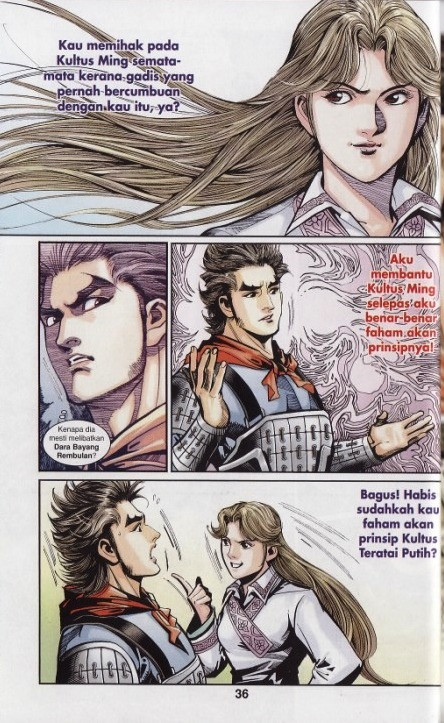 Kau memihak pada
Kultus Ming semata-
mata kerana gadis yang
pernah bercumbuan
dengan kau itu, ya?
Kenapa dia
mesti melibatkan
Dara Bayang
Rembulan?
Aku
membantu
Kultus Ming
selepas aku
benar-benar
faham akan
prinsipnya!
Bagus! Habis
sudahkah kau
faham akan
prinsip Kultus
Teratai Putih?
36